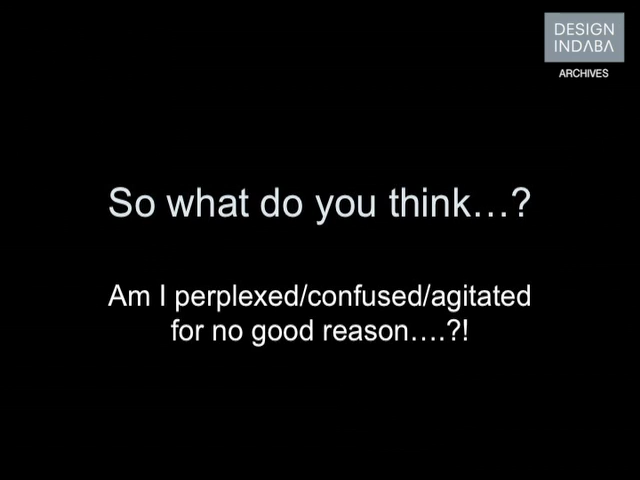 DESIGN
INDABA
ARCHIVES
So what do you think…?
Am I perplexed/confused/agitated
for no good reason….?!